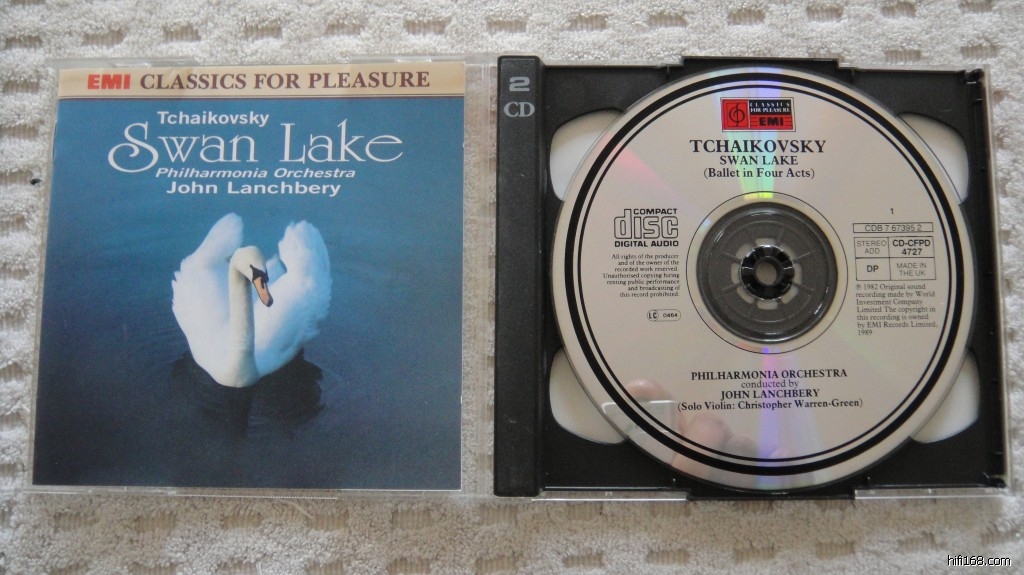 EMI CLASSICS FOR PLEASURE
Tchaikovsky
Swan Lake
Philharmonia Orchestra
John Lanchbery
2
CD
CLASSICS
FOR PLEASURE
EMI
TCHAIKOVSKY
SWAN LAKE
(Ballet in Four Acts)
COMPACT
disc
DIGITAL AUDIO
All rights of the producer
and of the owner of the
recorded work reserved.
Unauthorised copying hiring
renting public performance
and broadcasting of
this record prohibited.
LC 0464
1
CDB 7 67395 2
STEREO
ADD
CD-CFPD
4727
DP
MADE IN
THE UK
℗ 1982 Original sound
recording made by World
Investment Company
Limited The copyright in
this recording is owned
by EMI Records Limited,
1989
PHILHARMONIA ORCHESTRA
conducted by
JOHN LANCHBERY
(Solo Violin: Christopher Warren-Green)
hifi168.com